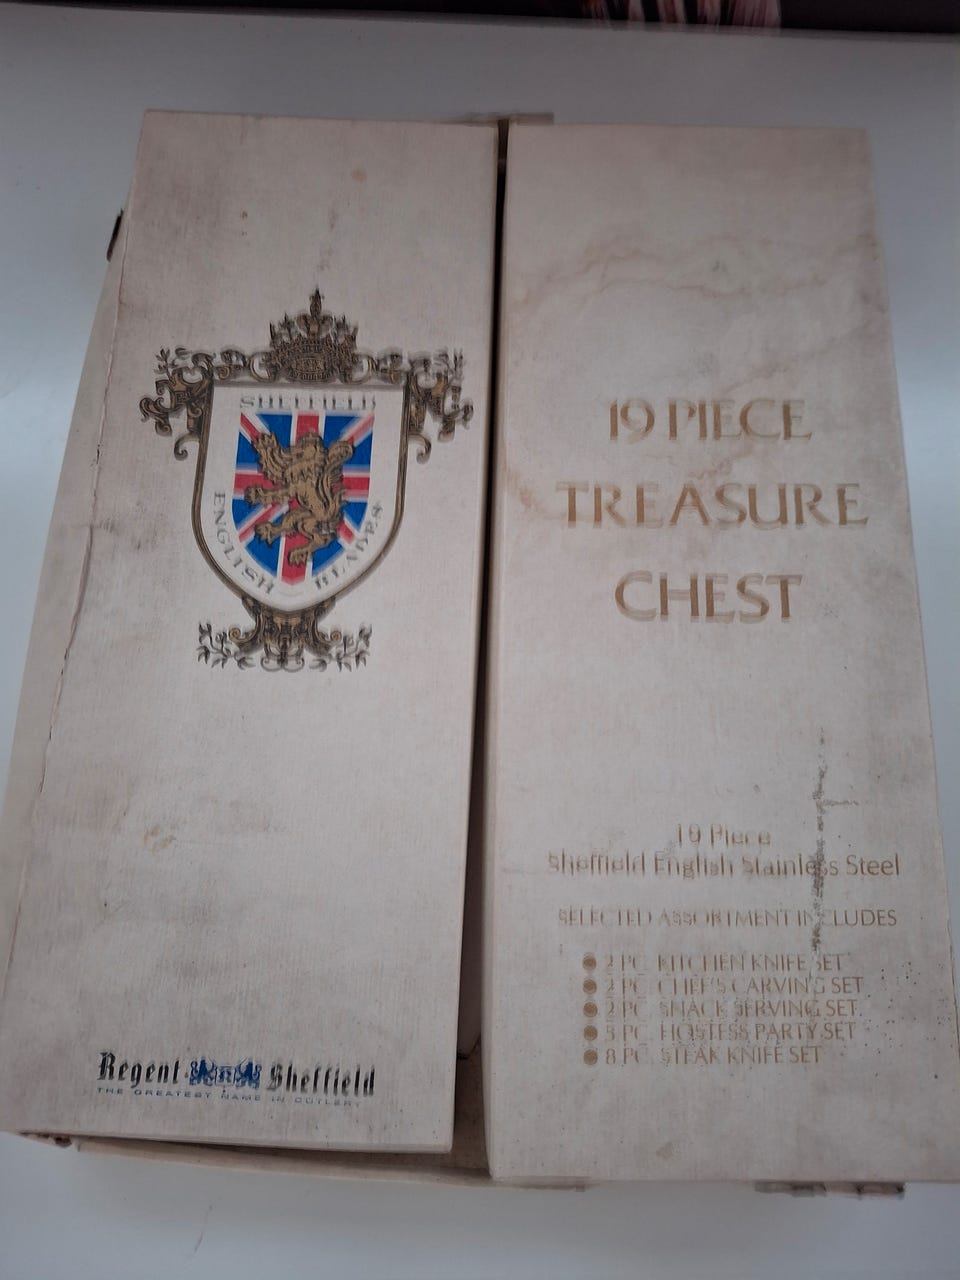 SHEFFIELD
ENGLISH BLADES
Regent Sheffield
THE GREATEST NAME IN CUTLERY
19 PIECE
TREASURE
CHEST
19 Piece
Sheffield English Stainless Steel
SELECTED ASSORTMENT INCLUDES
● 2 PC. KITCHEN KNIFE SET
● 2 PC. CHEF'S CARVING SET
● 2 PC. SNACK SERVING SET
● 5 PC. HOSTESS PARTY SET
● 8 PC. STEAK KNIFE SET